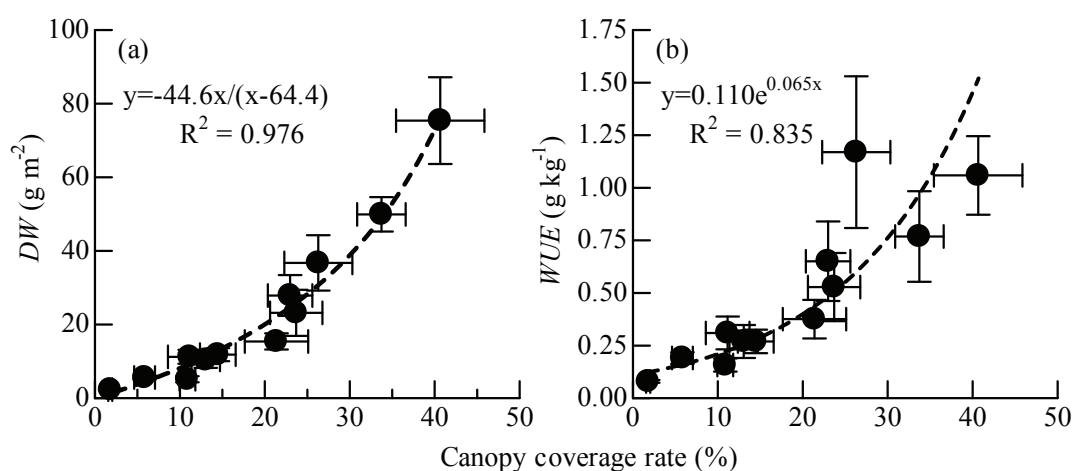 (a)
y=-44.6x/(x-64.4)
R² = 0.976
DW (g m⁻²)
100
80
60
40
20
0
0 10 20 30 40 50
(b)
y=0.110e^0.065x
R² = 0.835
WUE (g kg⁻¹)
1.75
1.50
1.25
1.00
0.75
0.50
0.25
0.00
0 10 20 30 40 50
Canopy coverage rate (%)